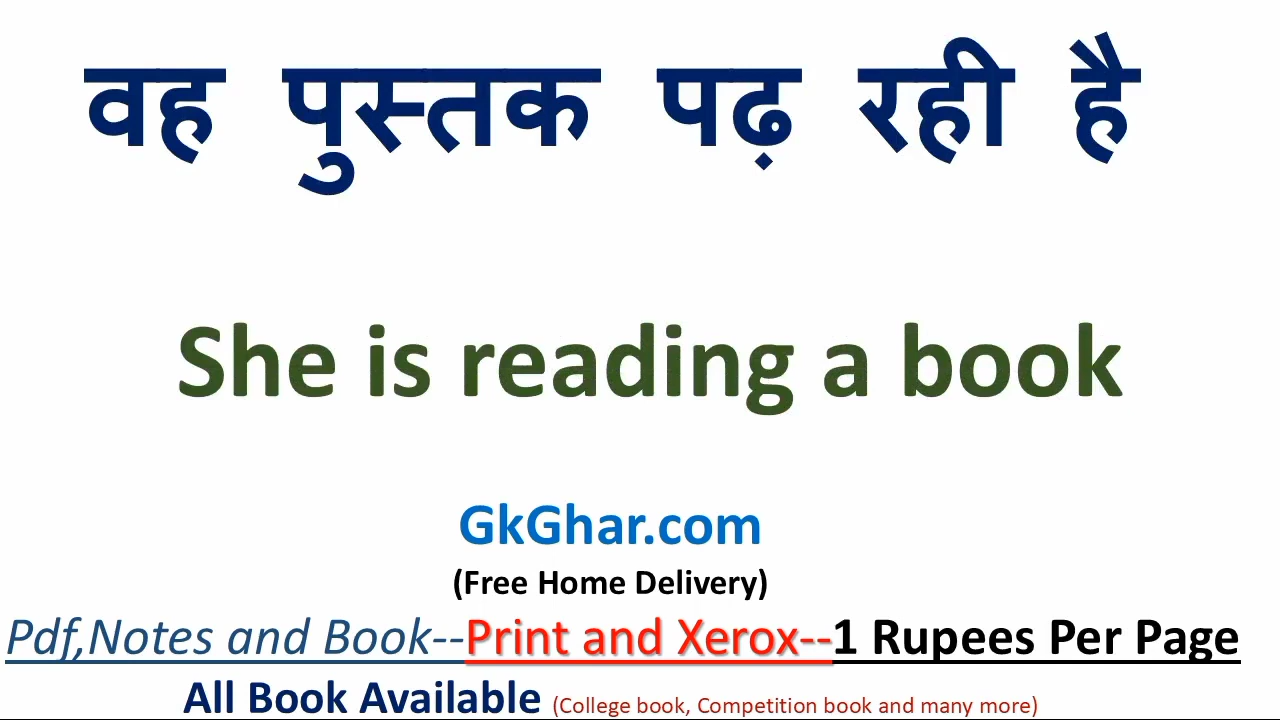 वह पुस्तक पढ़ रही है
She is reading a book
GkGhar.com
(Free Home Delivery)
Pdf,Notes and Book--Print and Xerox--1 Rupees Per Page
All Book Available (College book, Competition book and many more)